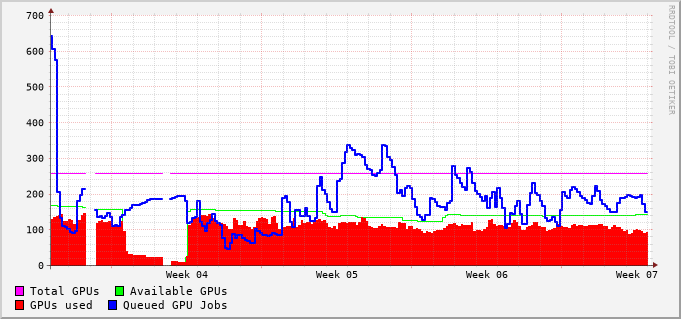 700
600
500
400
300
200
100
0
Week 04 Week 05 Week 06 Week 07
Total GPUs Available GPUs
GPUs used Queued GPU Jobs
RRDTOOL / TOBI OETIKER